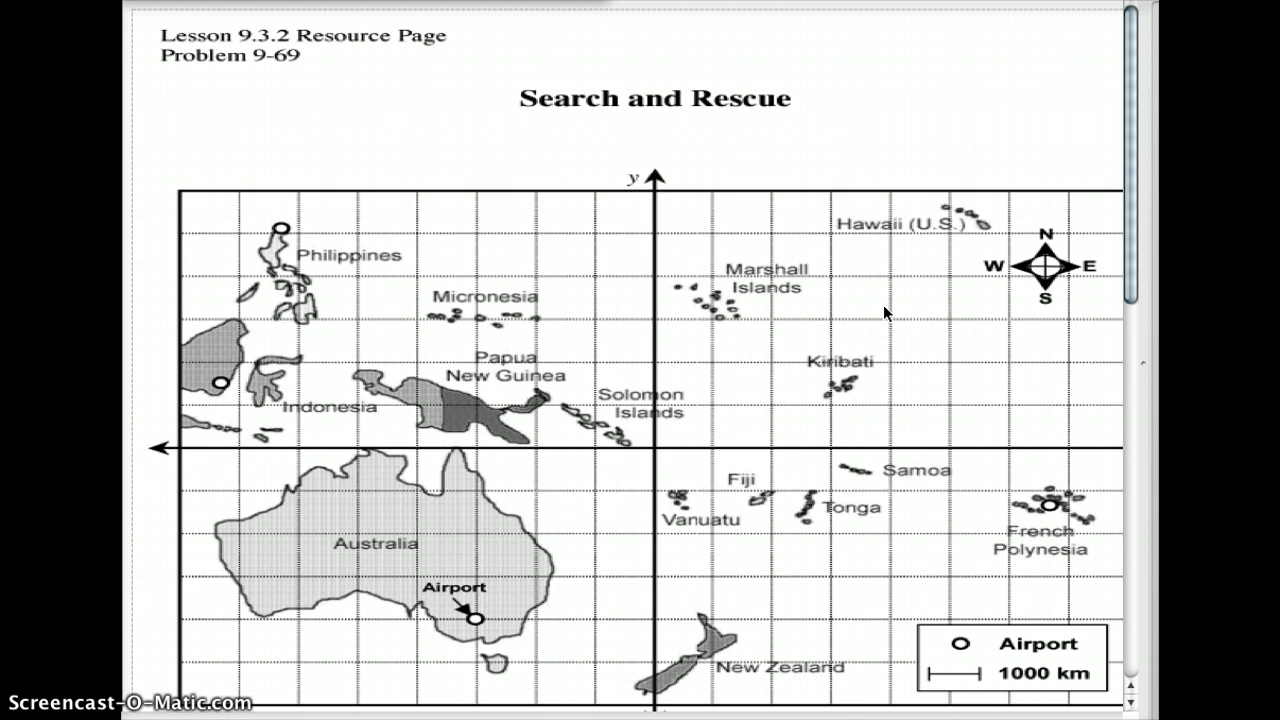 Lesson 9.3.2 Resource Page
Problem 9-69
Search and Rescue
y
Hawaii (U.S.)
N
W
E
S
Philippines
Marshall
Islands
Micronesia
Papua
New Guinea
Kiribati
Solomon
Islands
Indonesia
Samoa
Fiji
Vanuatu
Tonga
French
Polynesia
Australia
Airport
New Zealand
Airport
1000 km
Screencast-O-Matic.com